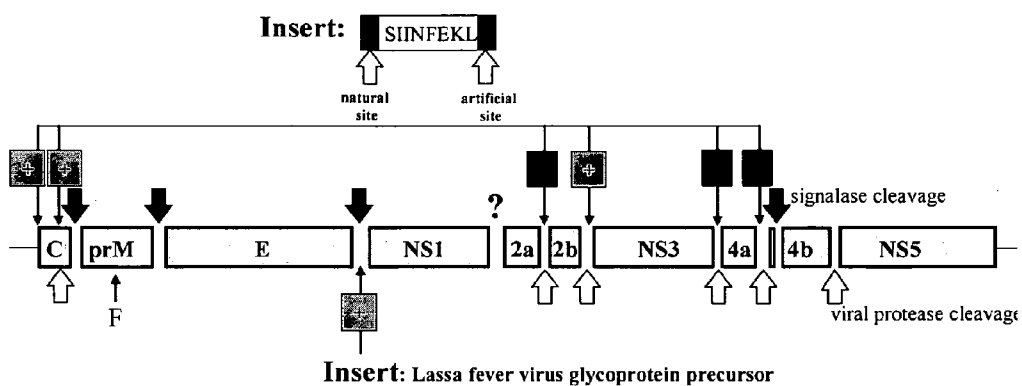 Insert: SIINFEKL
natural site
artificial site
+ + +
?
signalase cleavage
C prM E NS1 2a 2b NS3 4a 4b NS5
F
+
viral protease cleavage
Insert: Lassa fever virus glycoprotein precursor